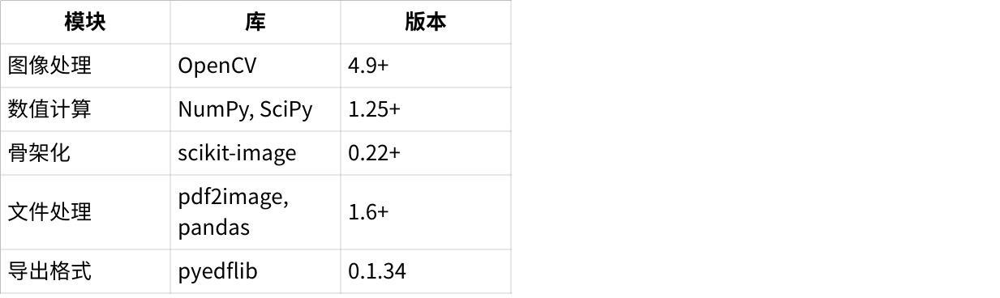 模块 库 版本
图像处理 OpenCV 4.9+
数值计算 NumPy, SciPy 1.25+
骨架化 scikit-image 0.22+
文件处理 pdf2image, pandas 1.6+
导出格式 pyedflib 0.1.34